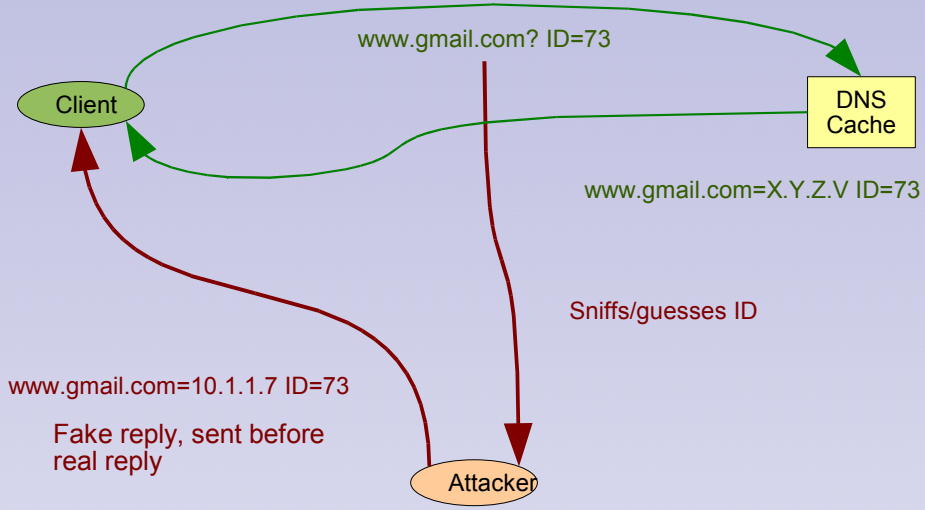 www.gmail.com? ID=73
Client
DNS
Cache
www.gmail.com=X.Y.Z.V ID=73
Sniffs/guesses ID
www.gmail.com=10.1.1.7 ID=73
Fake reply, sent before
real reply
Attacker